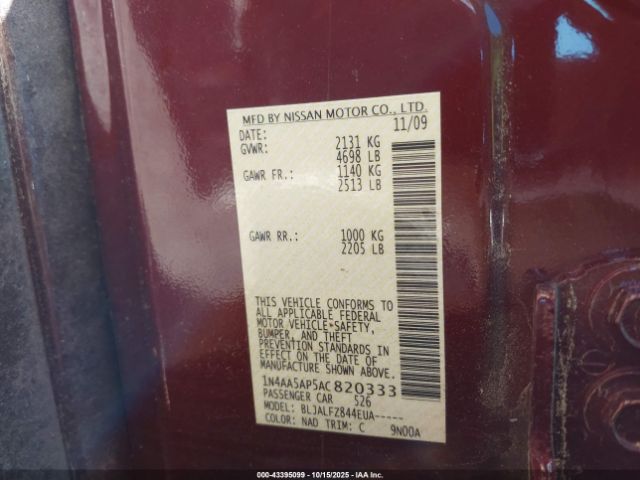 MFD BY NISSAN MOTOR CO., LTD.
DATE: 11/09
GVWR: 2131 KG
4698 LB
GAWR FR.: 1140 KG
2513 LB
GAWR RR.: 1000 KG
2205 LB
THIS VEHICLE CONFORMS TO
ALL APPLICABLE FEDERAL
MOTOR VEHICLE SAFETY,
BUMPER, AND THEFT
PREVENTION STANDARDS IN
EFFECT ON THE DATE OF
MANUFACTURE SHOWN ABOVE.
1N4AA5AP5AC820333
PASSENGER CAR 526
MODEL: BLJALFZ844EUA-----
COLOR: NAD TRIM: C 9N00A
000-43395099 - 10/15/2025 - IAA Inc.